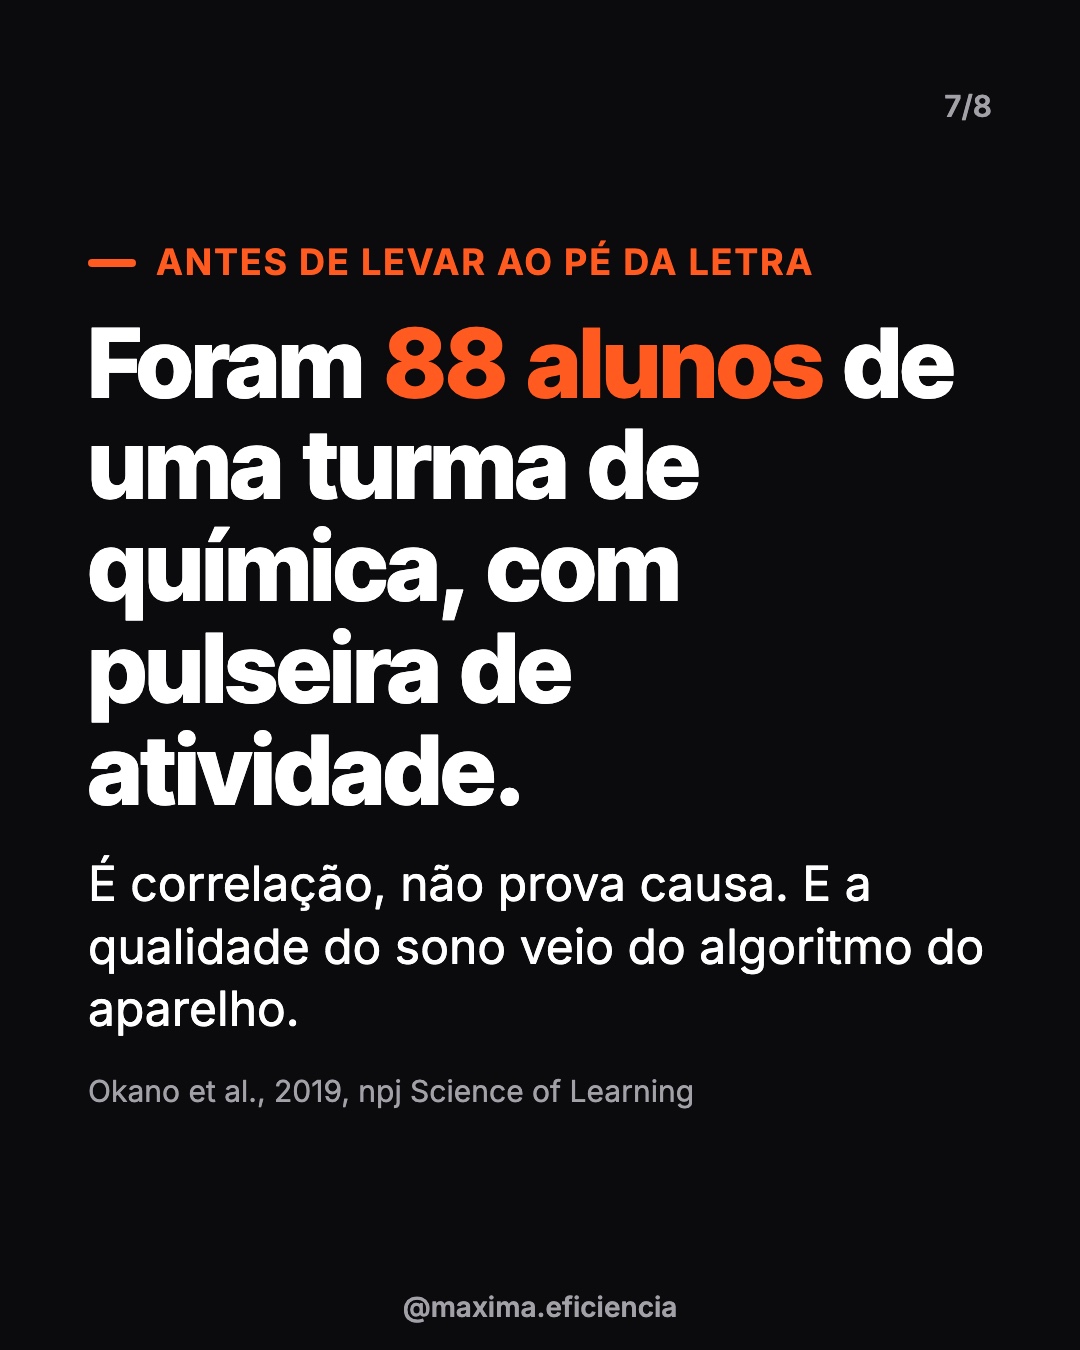 7/8
ANTES DE LEVAR AO PÉ DA LETRA
Foram 88 alunos de
uma turma de
química, com
pulseira de
atividade.
É correlação, não prova causa. E a
qualidade do sono veio do algoritmo do
aparelho.
Okano et al., 2019, npj Science of Learning
@maxima.eficiencia